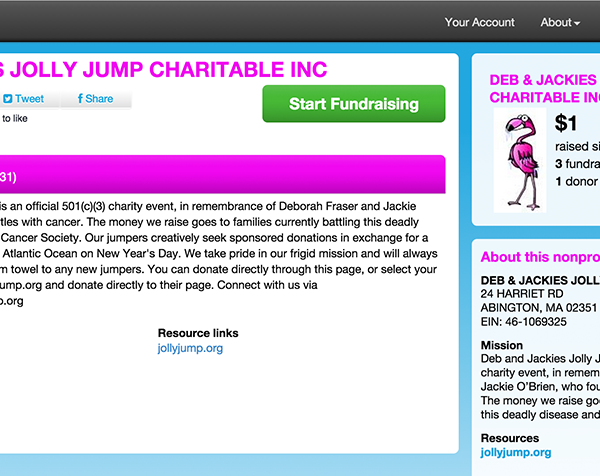 Your Account About
S JOLLY JUMP CHARITABLE INC
Tweet Share
to like
Start Fundraising
31)
is an official 501(c)(3) charity event, in remembrance of Deborah Fraser and Jackie
tles with cancer. The money we raise goes to families currently battling this deadly
Cancer Society. Our jumpers creatively seek sponsored donations in exchange for a
Atlantic Ocean on New Year's Day. We take pride in our frigid mission and will always
m towel to any new jumpers. You can donate directly through this page, or select your
ump.org and donate directly to their page. Connect with us via
p.org
Resource links
jollyjump.org
DEB & JACKIES
CHARITABLE IN
$1
raised si
3 fundra
1 donor
About this nonpro
DEB & JACKIES JOLL
24 HARRIET RD
ABINGTON, MA 02351
EIN: 46-1069325
Mission
Deb and Jackies Jolly J
charity event, in remem
Jackie O'Brien, who fou
The money we raise goe
this deadly disease and
Resources
jollyjump.org